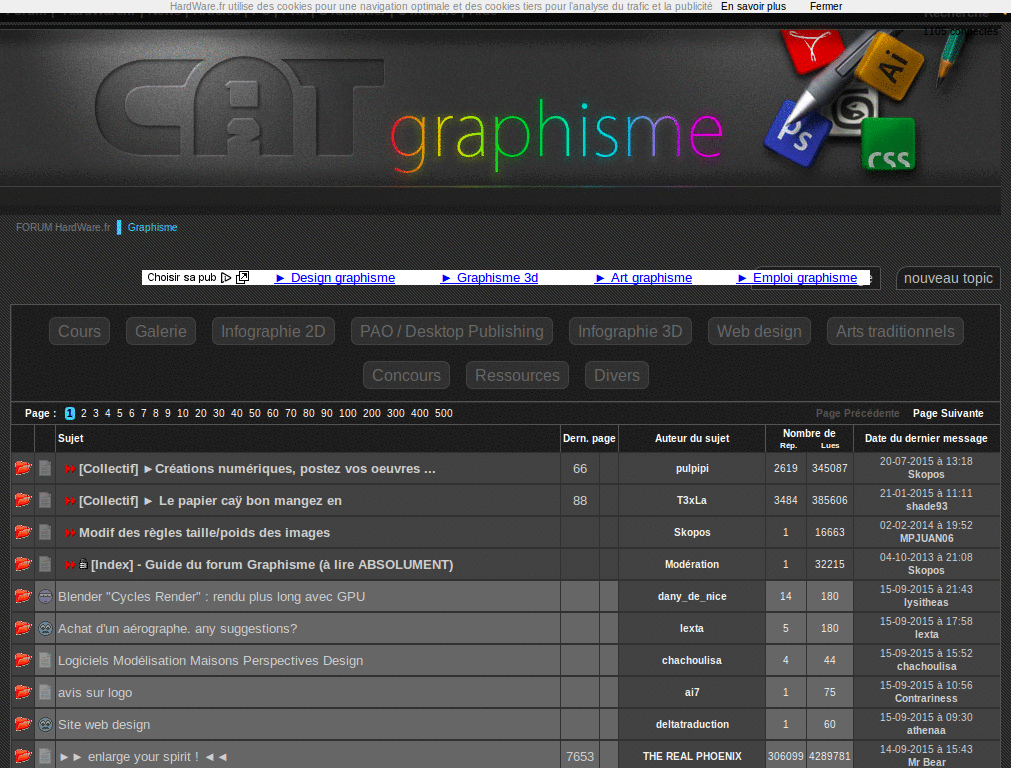 HardWare.fr utilise des cookies pour une navigation optimale et des cookies tiers pour l'analyse du trafic et la publicité En savoir plus Fermer
Recherche
1105 connectés
CAT
graphisme
Ai
Ps
CSS
FORUM HardWare.fr Graphisme
Choisir sa pub ► Design graphisme ► Graphisme 3d ► Art graphisme ► Emploi graphisme
nouveau topic
Cours Galerie Infographie 2D PAO / Desktop Publishing Infographie 3D Web design Arts traditionnels
Concours Ressources Divers
Page : 1 2 3 4 5 6 7 8 9 10 20 30 40 50 60 70 80 90 100 200 300 400 500 Page Précédente Page Suivante
Sujet Dern. page Auteur du sujet Nombre de Rép. Lues Date du dernier message
[Collectif] ►Créations numériques, postez vos oeuvres ... 66 pulpipi 2619 345087 20-07-2015 à 13:18
Skopos
[Collectif] ► Le papier caÿ bon mangez en 88 T3xLa 3484 385606 21-01-2015 à 11:11
shade93
Modif des règles taille/poids des images Skopos 1 16663 02-02-2014 à 19:52
MPJUAN06
[Index] - Guide du forum Graphisme (à lire ABSOLUMENT) Modération 1 32215 04-10-2013 à 21:08
Skopos
Blender "Cycles Render" : rendu plus long avec GPU dany_de_nice 14 180 15-09-2015 à 21:43
lysitheas
Achat d'un aérographe. any suggestions? lexta 5 180 15-09-2015 à 17:58
lexta
Logiciels Modélisation Maisons Perspectives Design chachoulisa 4 44 15-09-2015 à 15:52
chachoulisa
avis sur logo ai7 1 75 15-09-2015 à 10:56
Contrariness
Site web design deltatraduction 1 60 15-09-2015 à 09:30
athenaa
►► enlarge your spirit ! ◄◄ 7653 THE REAL PHOENIX 306099 4289781 14-09-2015 à 15:43
Mr Bear